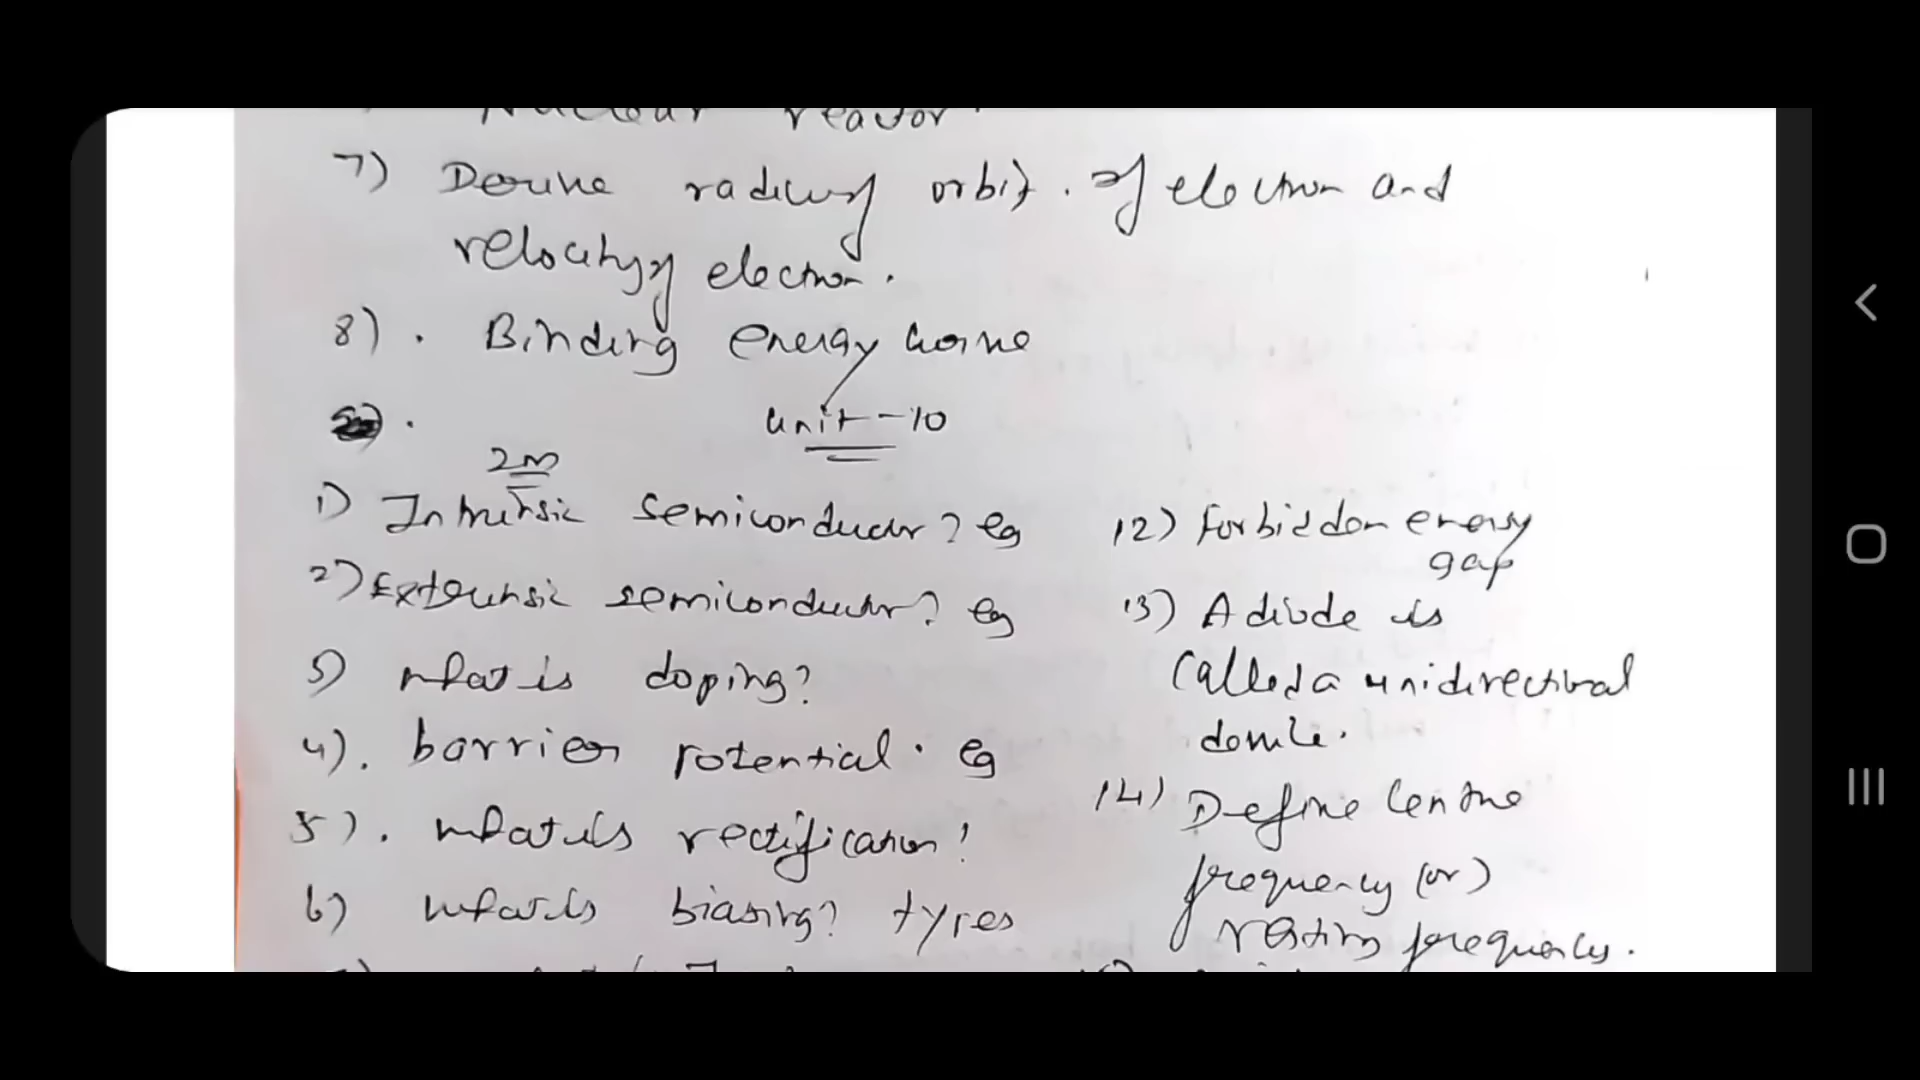 Nuclear reactor
7) Derive radius of orbit. of electron and
velocity of electron.
8). Binding energy curve
unit-10
2m
1) Intrinsic semiconductor? eg
2) Extrinsic semiconductor? eg
3) What is doping?
4). barrier potential. eg
5). What is rectification?
6) What is biasing? types
12) Forbidden energy
gap
13) A diode is
Called a unidirectional
14) Define Centre
frequency (or)
resting frequency.